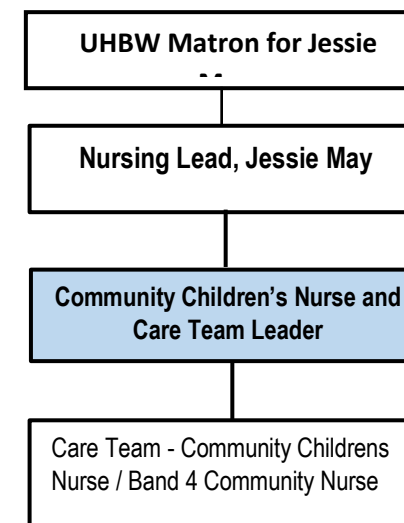 UHBW Matron for Jessie
Nursing Lead, Jessie May
Community Children's Nurse and
Care Team Leader
Care Team - Community Childrens
Nurse / Band 4 Community Nurse